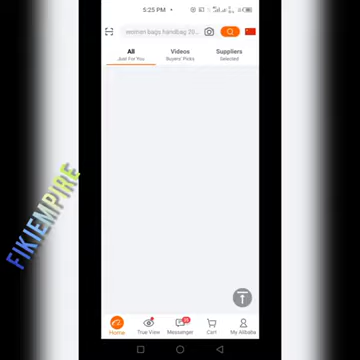 5:25 PM
women bags handbag 20...
All
Just For You
Videos
Buyers' Picks
Suppliers
Selected
FIKIEMPIRE
Home
True View
Messenger
Cart
My Alibaba